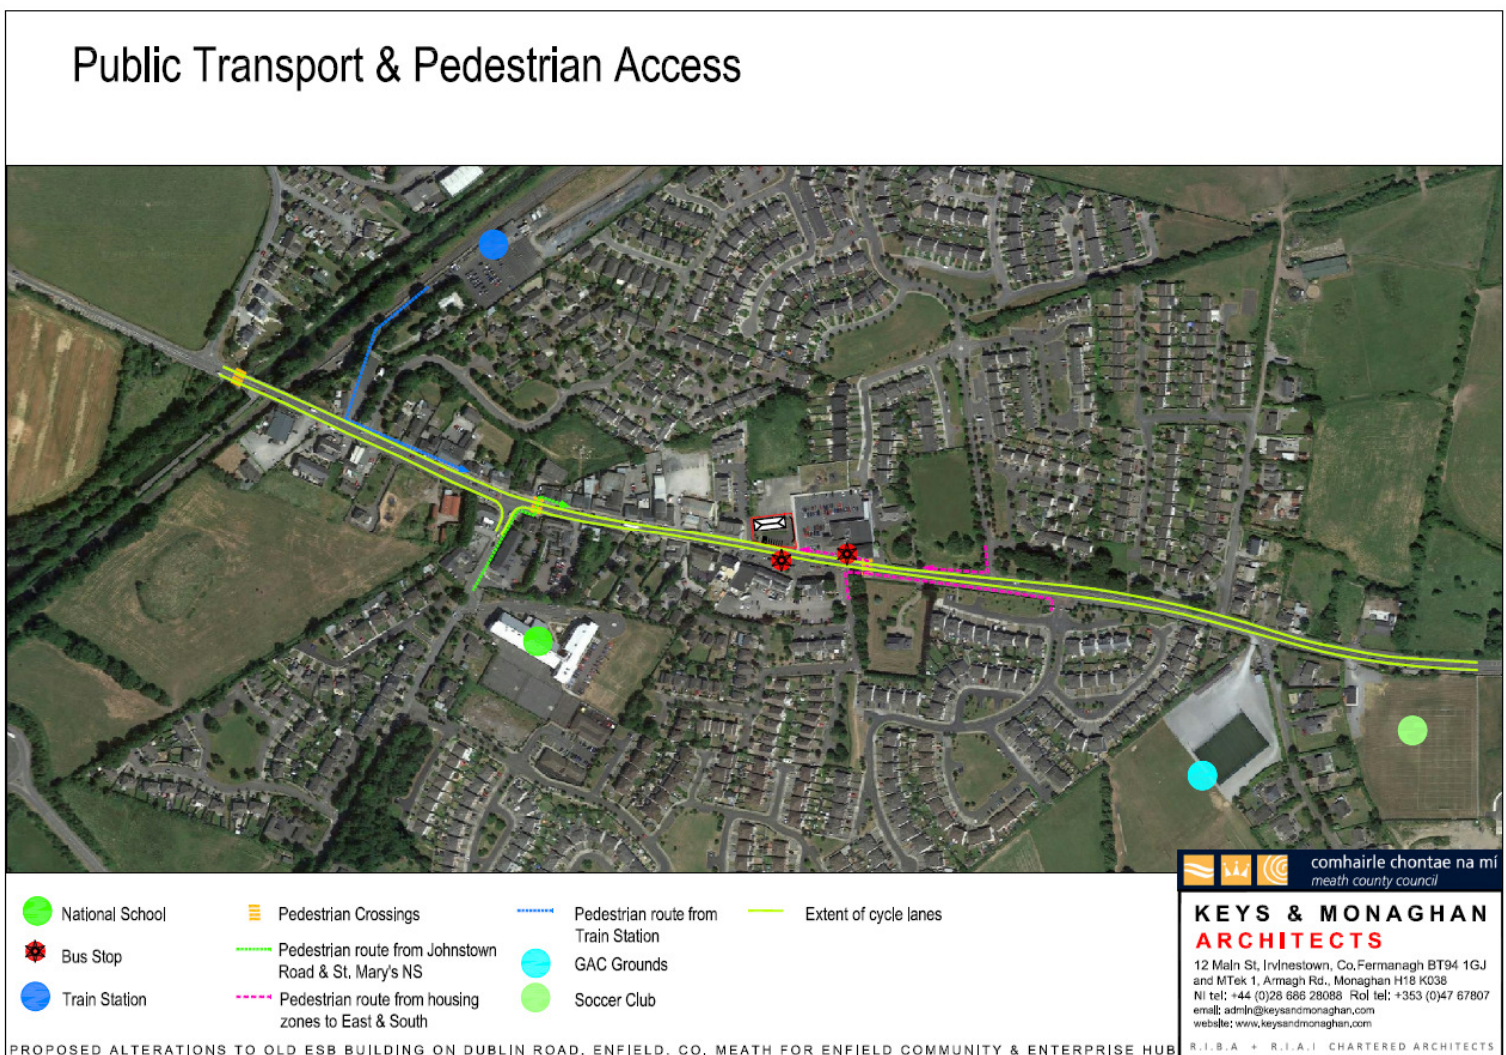 Public Transport & Pedestrian Access
National School
Bus Stop
Train Station
Pedestrian Crossings
Pedestrian route from Johnstown
Road & St. Mary's NS
Pedestrian route from housing
zones to East & South
Pedestrian route from
Train Station
GAC Grounds
Soccer Club
Extent of cycle lanes
comhairle chontae na mí
meath county council
KEYS & MONAGHAN
ARCHITECTS
12 Main St, Irvinestown, Co.Fermanagh BT94 1GJ
and MTek 1, Armagh Rd., Monaghan H18 K038
NI tel: +44 (0)28 686 28088 RoI tel: +353 (0)47 67807
email: admin@keysandmonaghan.com
website: www.keysandmonaghan.com
R.I.B.A + R.I.A.I CHARTERED ARCHITECTS
PROPOSED ALTERATIONS TO OLD ESB BUILDING ON DUBLIN ROAD, ENFIELD, CO. MEATH FOR ENFIELD COMMUNITY & ENTERPRISE HUB